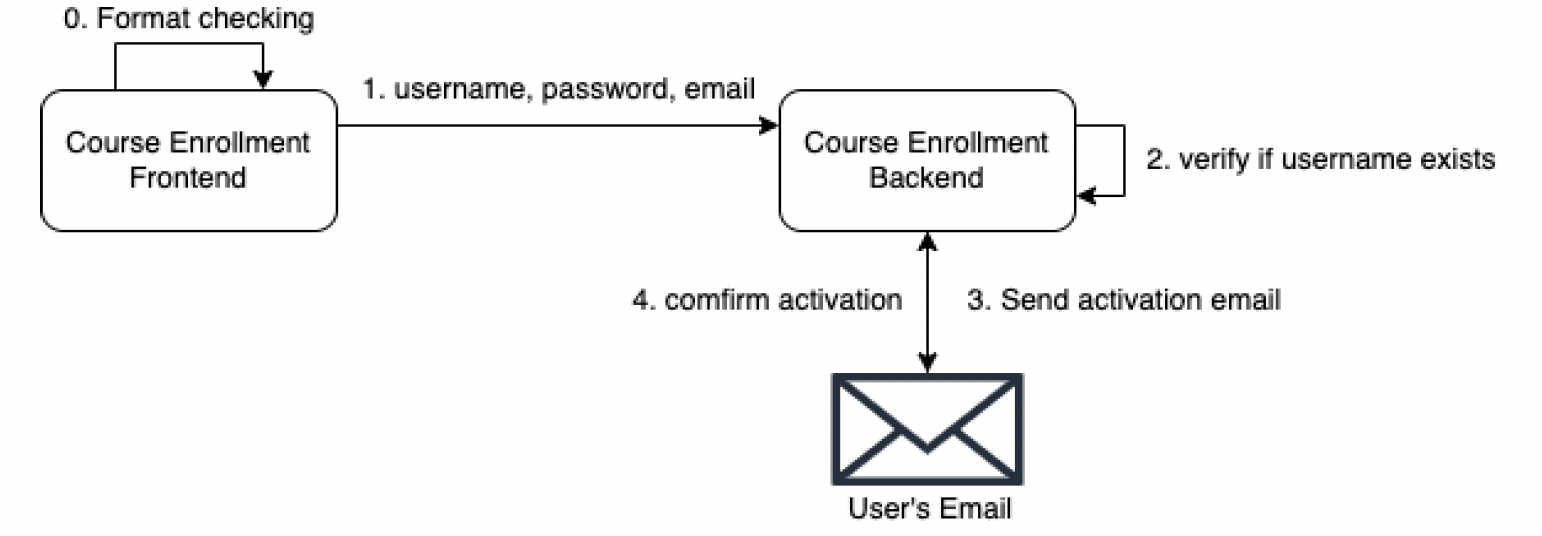 0. Format checking
1. username, password, email
Course Enrollment
Frontend
Course Enrollment
Backend
2. verify if username exists
4. comfirm activation
3. Send activation email
User's Email